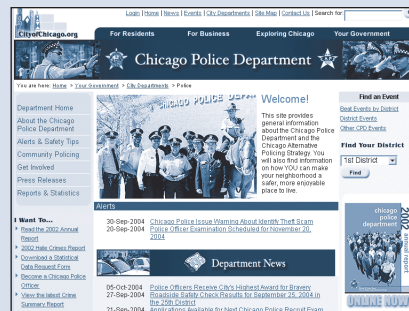 Login | Home | News | Events | City Departments | Site Map | Contact Us | Search for:
CityofChicago.org
For Residents For Business Exploring Chicago Your Government
Chicago Police Department
You are here: Home > Your Government > City Departments > Police
Department Home
About the Chicago
Police Department
Alerts & Safety Tips
Community Policing
Get Involved
Press Releases
Reports & Statistics
I Want To...
Read the 2002 Annual
Report
2002 Hate Crimes Report
Download a Statistical
Data Request Form
Become a Chicago Police
Officer
View the latest Crime
Summary Report
CHICAGO POLICE
Welcome!
This site provides
general information
about the Chicago Police
Department and the
Chicago Alternative
Policing Strategy. You
will also find information
on how YOU can make
your neighborhood a
safer, more enjoyable
place to live.
Alerts
30-Sep-2004 Chicago Police Issue Warning About Identify Theft Scam
20-Sep-2004 Police Officer Examination Scheduled for November 20,
2004
Department News
05-Oct-2004 Police Officers Receive City's Highest Award for Bravery
27-Sep-2004 Roadside Safety Check Results for September 25, 2004 in
the 25th District
21-Sep-2004 Applications Available for Next Chicago Police Recruit Exam
Find an Event
Beat Events by District
District Events
Other CPD Events
Find Your District
1st District
Find
chicago
police
department
2002 annual report
ONLINE NOW